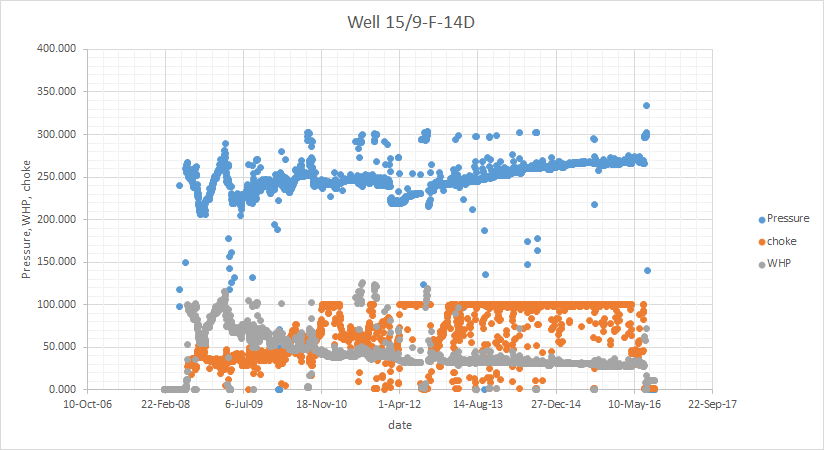 Well 15/9-F-14D
400.000
350.000
300.000
250.000
200.000
150.000
100.000
50.000
0.000
Pressure, WHP, choke
10-Oct-06 22-Feb-08 6-Jul-09 18-Nov-10 1-Apr-12 14-Aug-13 27-Dec-14 10-May-16 22-Sep-17
date
Pressure
choke
WHP